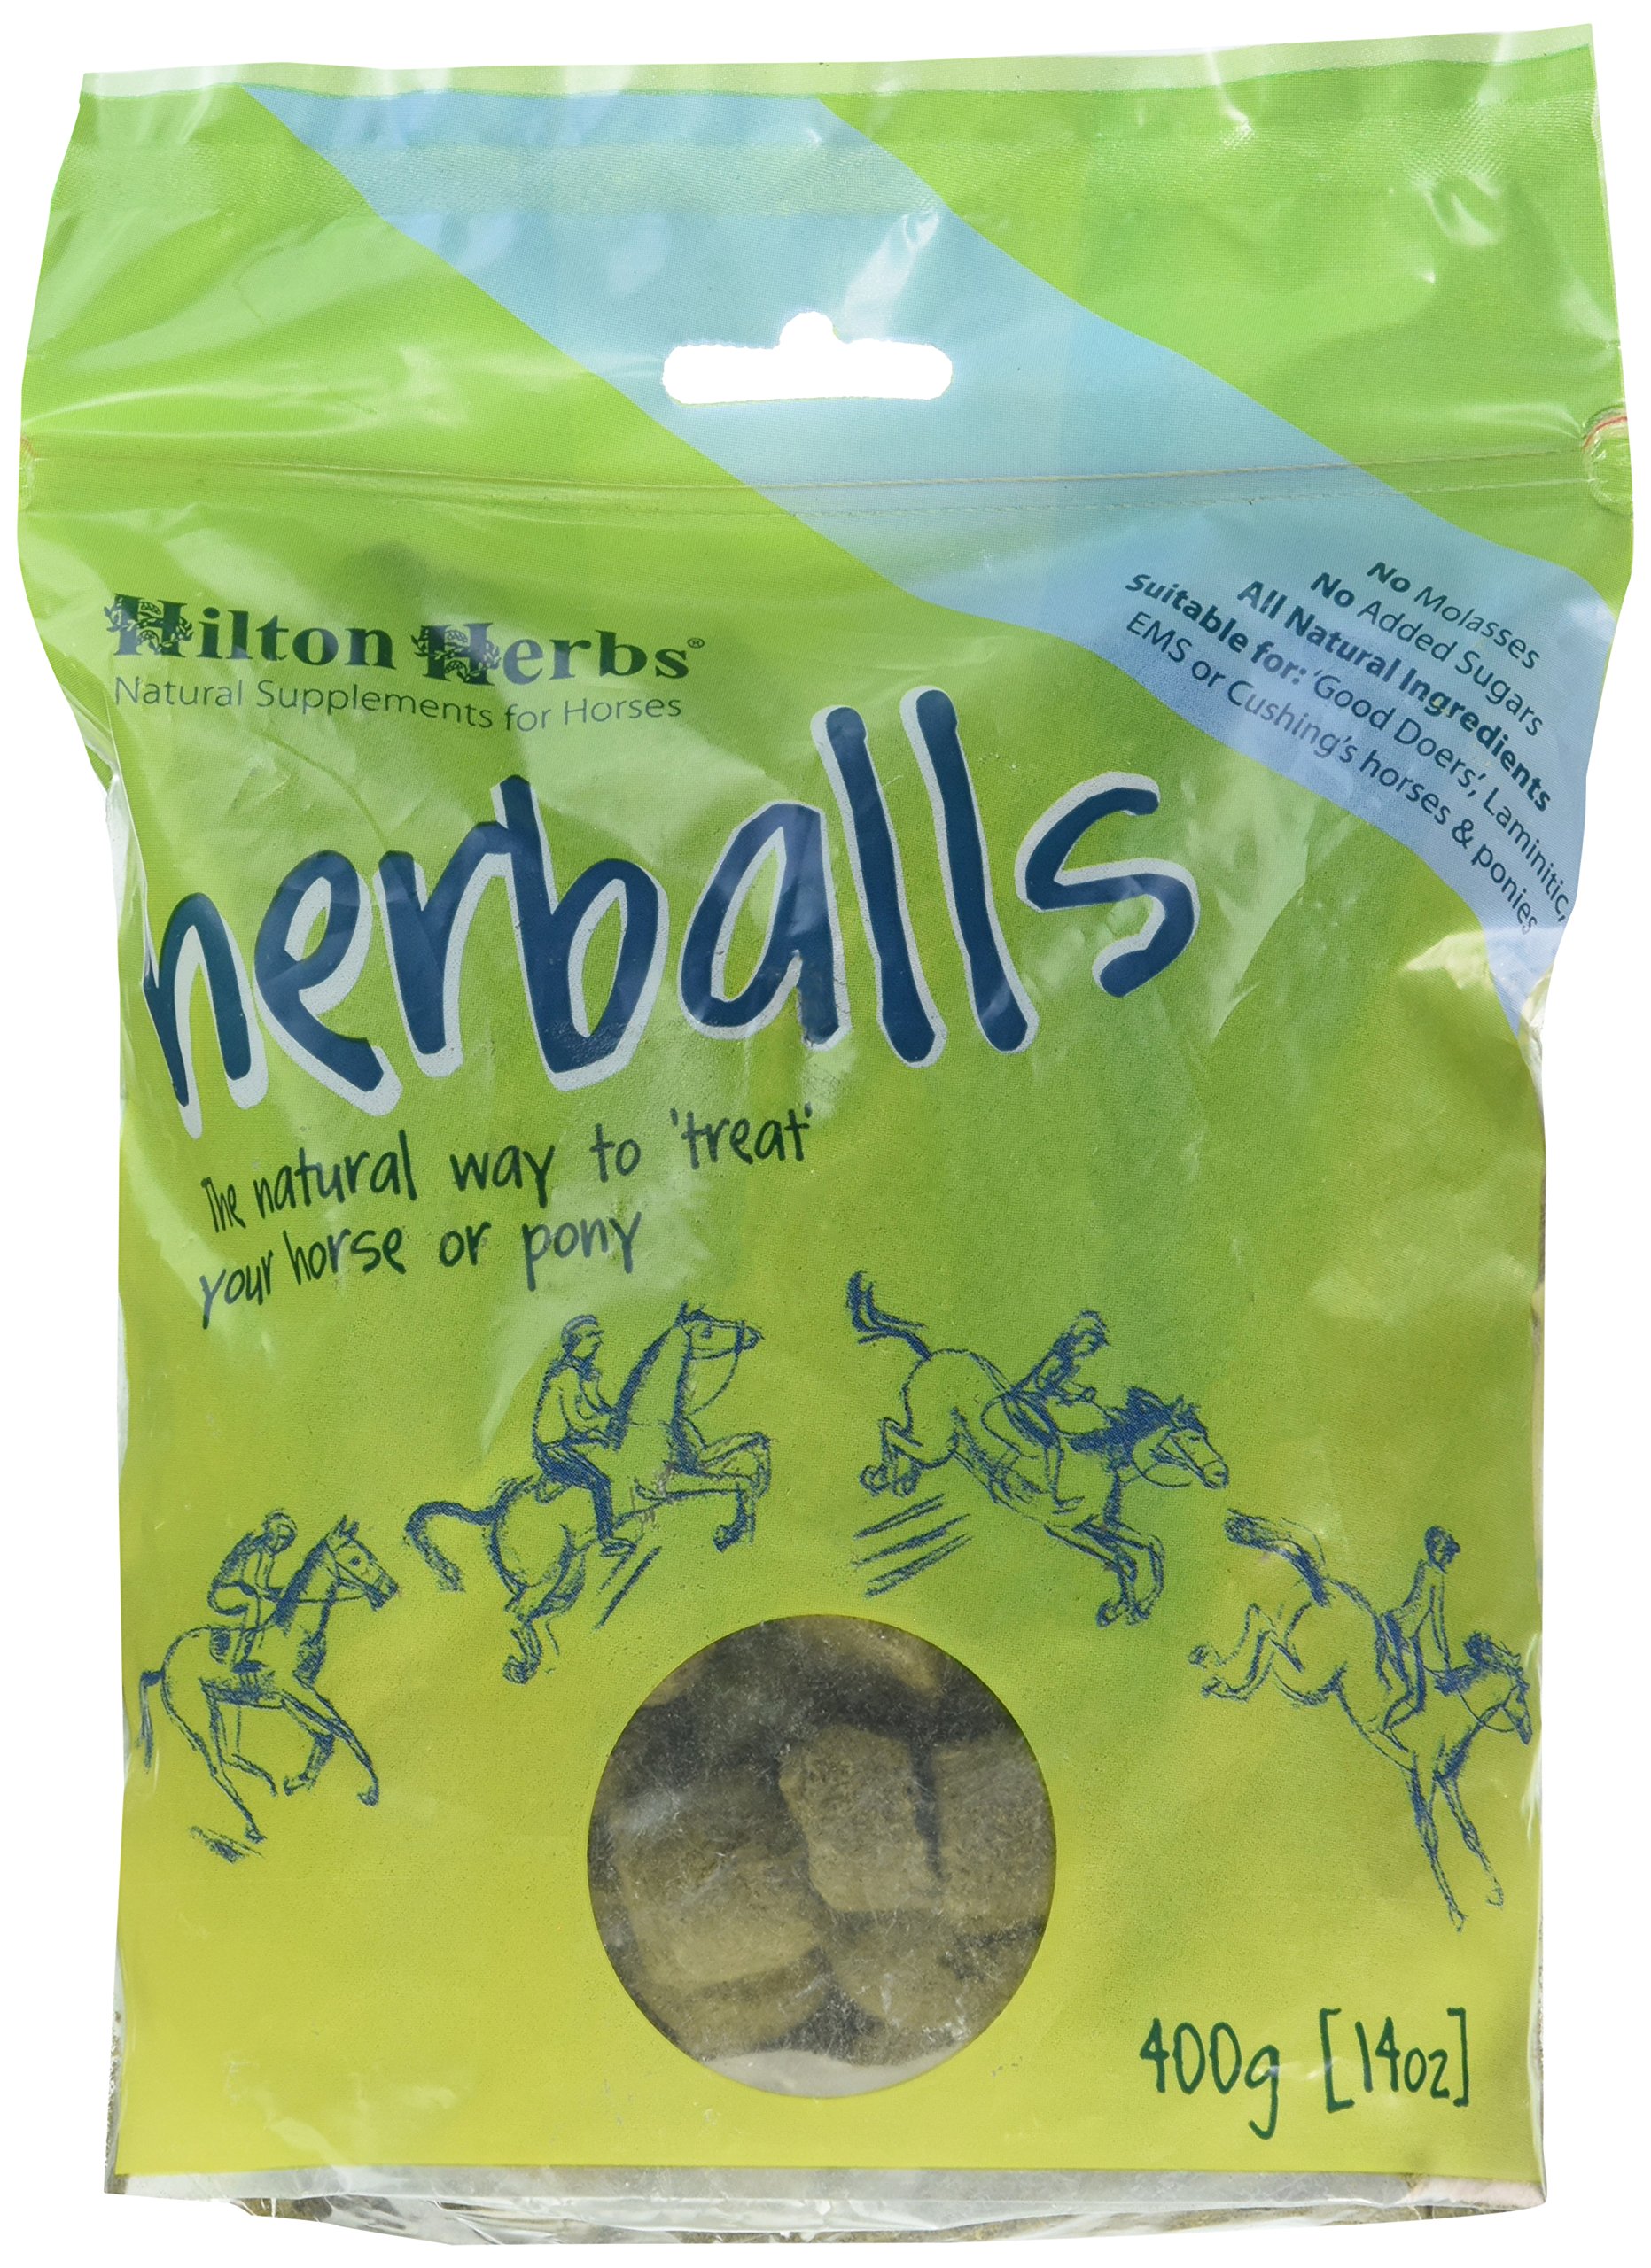 No Molasses
No Added Sugars
All Natural Ingredients
suitable for: 'Good Doers', Laminitic,
EMS or Cushing's horses & ponies
Hilton Herbs®
Natural Supplements for Horses
herballs
The natural way to 'treat'
your horse or pony
400g [14oz]